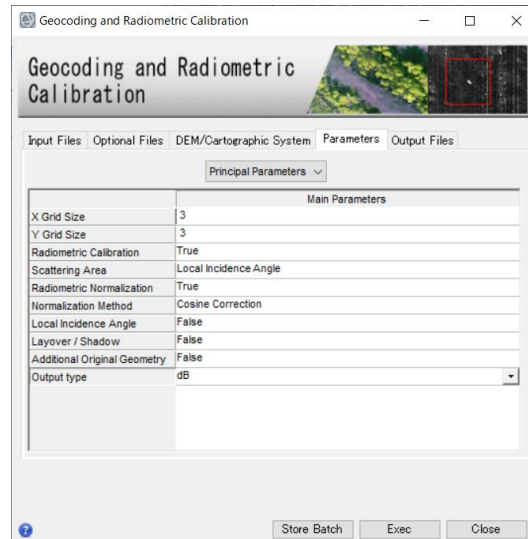 Geocoding and Radiometric Calibration
Geocoding and Radiometric
Calibration
Input Files Optional Files DEM/Cartographic System Parameters Output Files
Principal Parameters
Main Parameters
X Grid Size 3
Y Grid Size 3
Radiometric Calibration True
Scattering Area Local Incidence Angle
Radiometric Normalization True
Normalization Method Cosine Correction
Local Incidence Angle False
Layover / Shadow False
Additional Original Geometry False
Output type dB
? Store Batch Exec Close